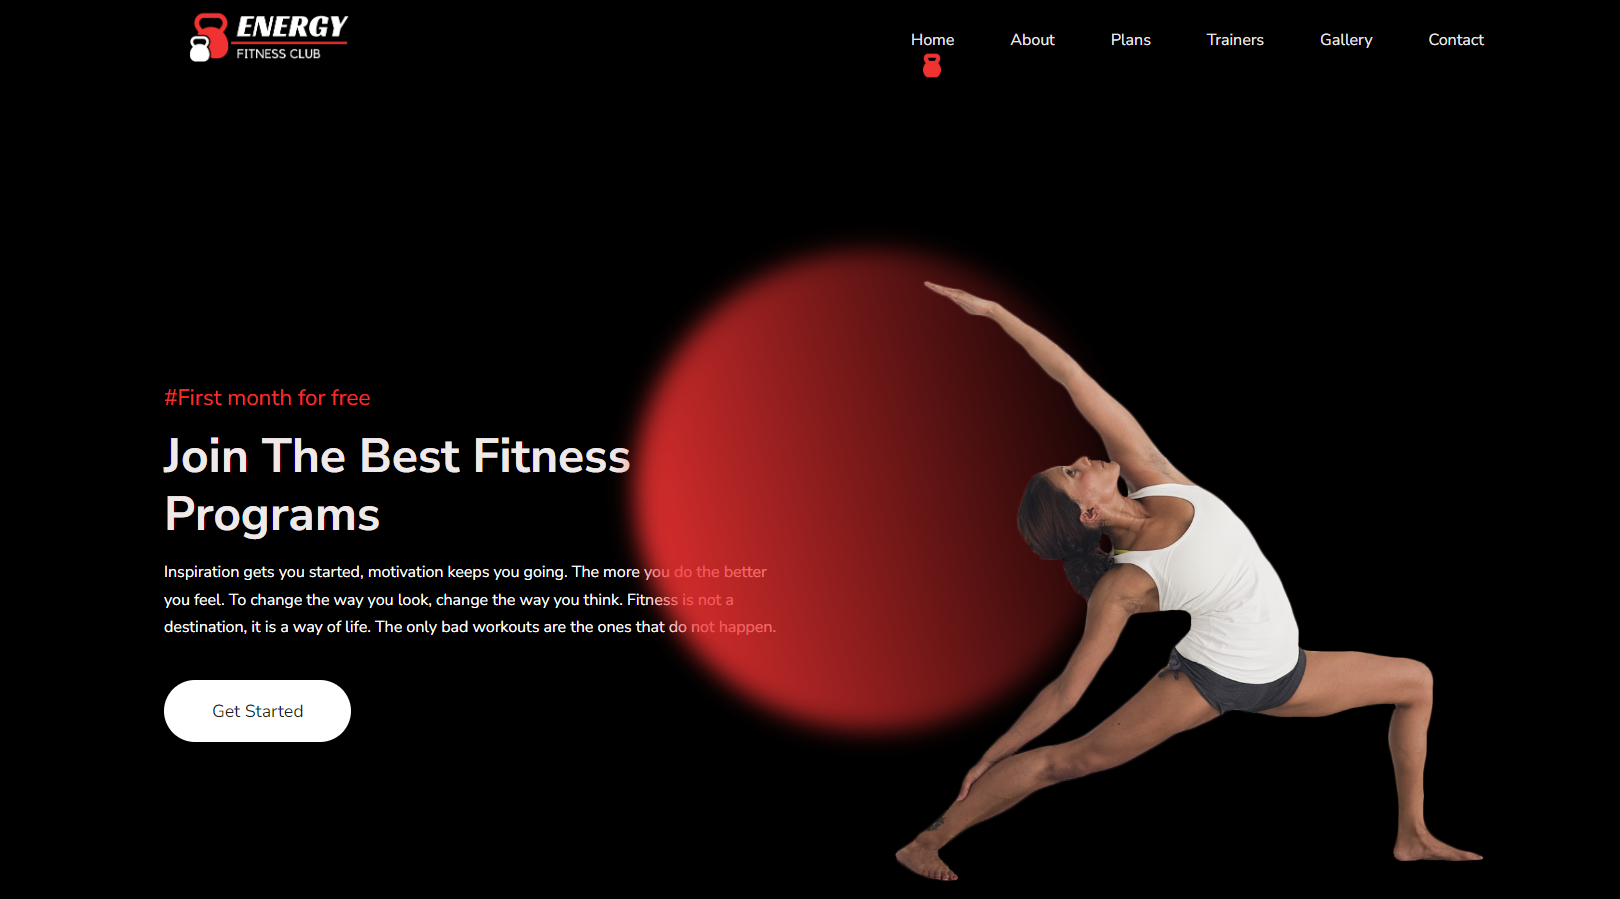 ENERGY
FITNESS CLUB
Home
About
Plans
Trainers
Gallery
Contact
#First month for free
Join The Best Fitness
Programs
Inspiration gets you started, motivation keeps you going. The more you do the better
you feel. To change the way you look, change the way you think. Fitness is not a
destination, it is a way of life. The only bad workouts are the ones that do not happen.
Get Started